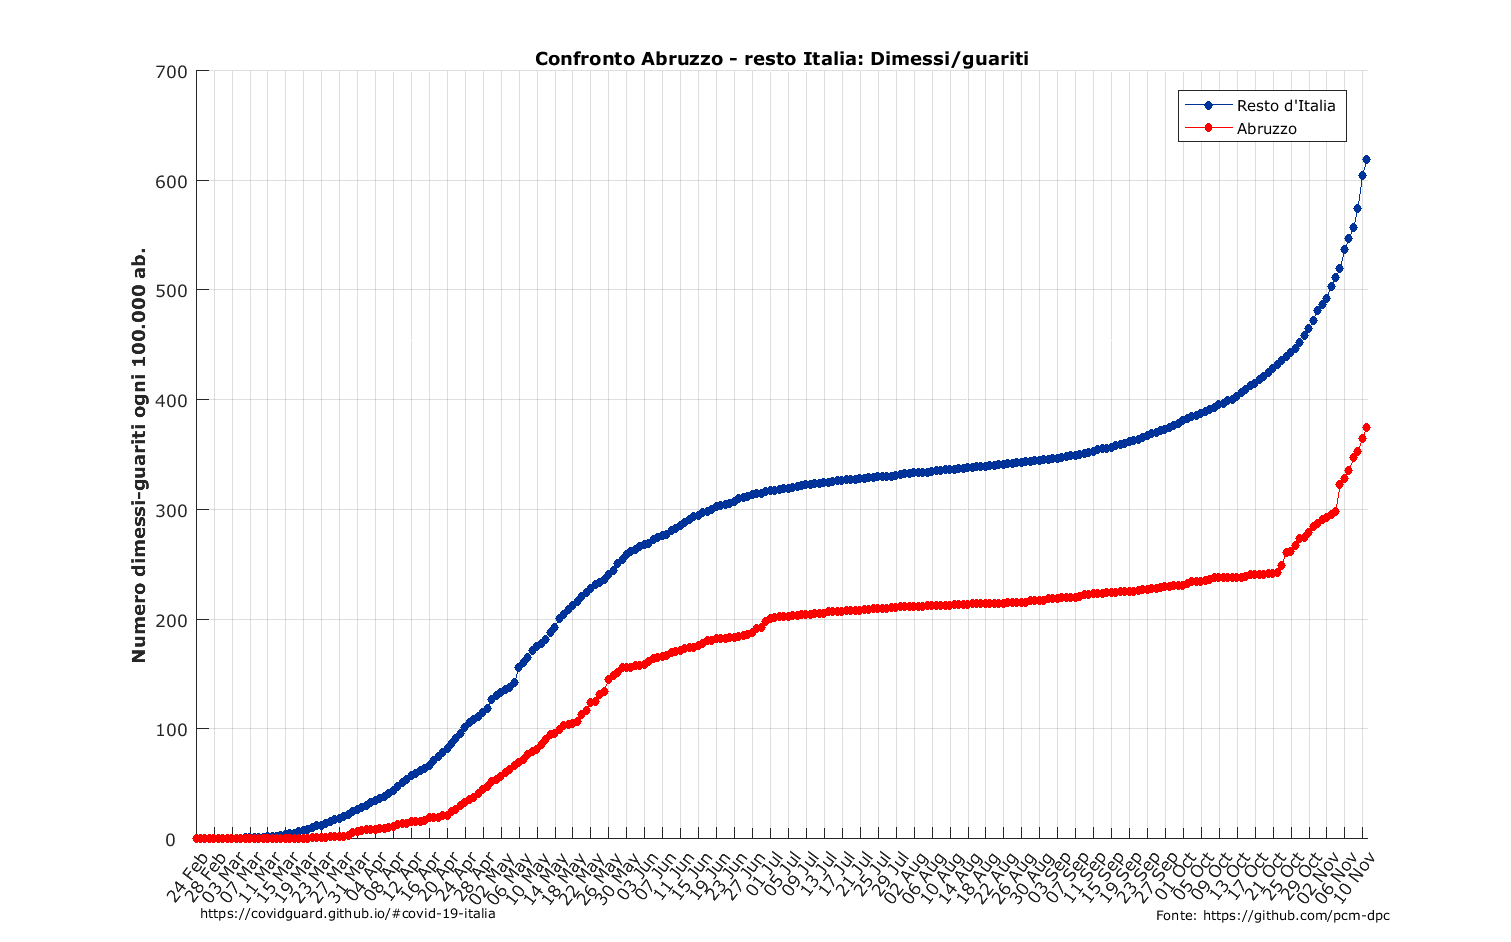 Confronto Abruzzo - resto Italia: Dimessi/guariti
Resto d'Italia
Abruzzo
Numero dimessi-guariti ogni 100.000 ab.
700
600
500
400
300
200
100
0
24 Feb
28 Feb
03 Mar
07 Mar
11 Mar
15 Mar
19 Mar
23 Mar
27 Mar
31 Mar
04 Apr
08 Apr
12 Apr
16 Apr
20 Apr
24 Apr
28 Apr
02 May
06 May
10 May
14 May
18 May
22 May
26 May
30 May
03 Jun
07 Jun
11 Jun
15 Jun
19 Jun
23 Jun
27 Jun
01 Jul
05 Jul
09 Jul
13 Jul
17 Jul
21 Jul
25 Jul
29 Jul
02 Aug
06 Aug
10 Aug
14 Aug
18 Aug
22 Aug
26 Aug
30 Aug
03 Sep
07 Sep
11 Sep
15 Sep
19 Sep
23 Sep
27 Sep
01 Oct
05 Oct
09 Oct
13 Oct
17 Oct
21 Oct
25 Oct
29 Oct
02 Nov
06 Nov
10 Nov
https://covidguard.github.io/#covid-19-italia
Fonte: https://github.com/pcm-dpc